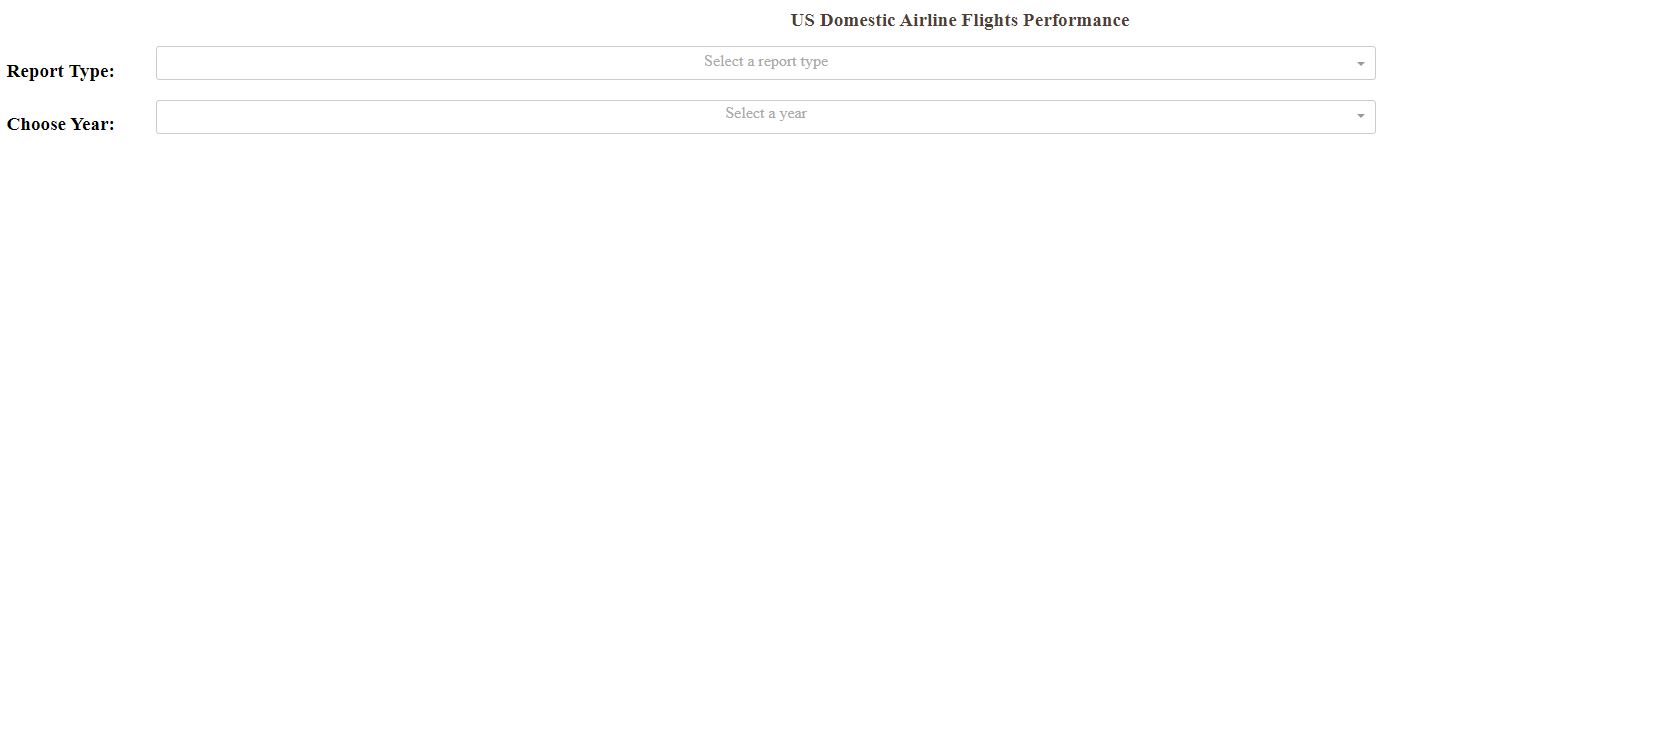 US Domestic Airline Flights Performance
Report Type:
Select a report type
Choose Year:
Select a year